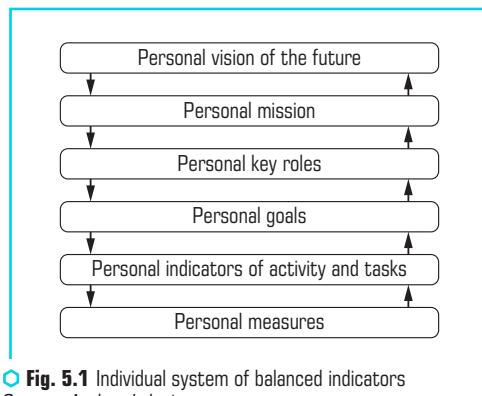 Personal vision of the future
Personal mission
Personal key roles
Personal goals
Personal indicators of activity and tasks
Personal measures
Fig. 5.1 Individual system of balanced indicators